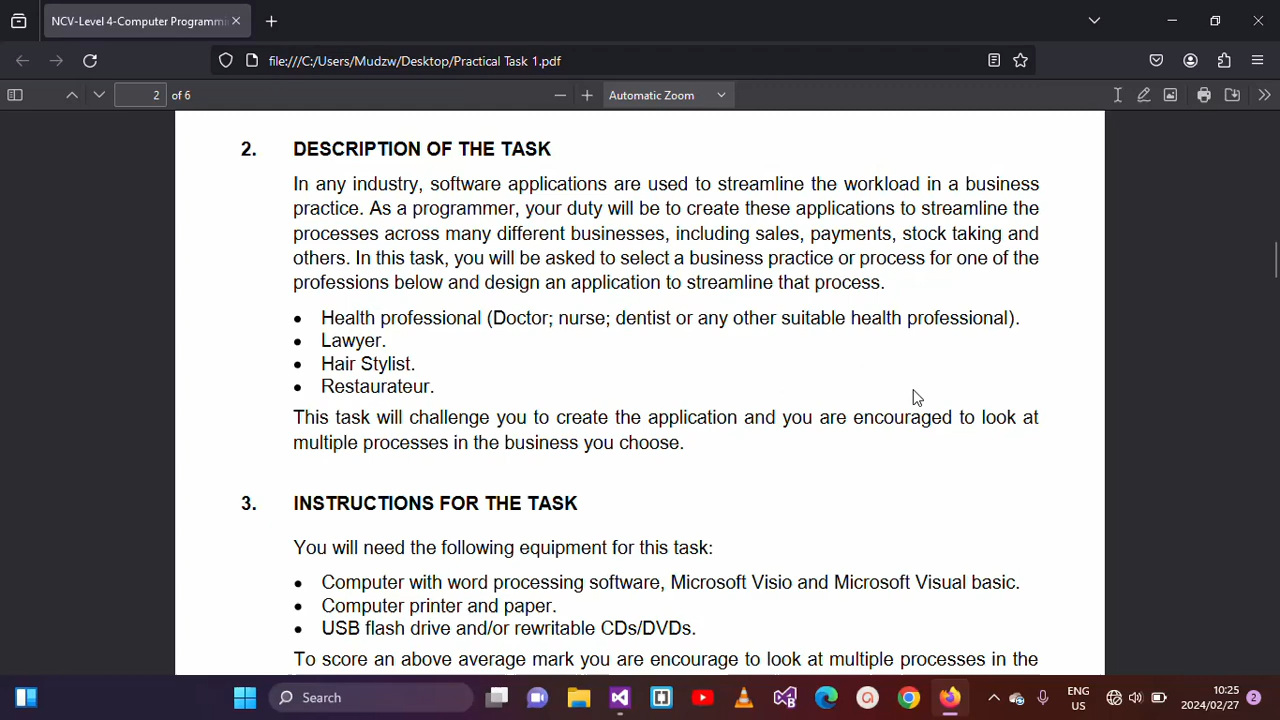 NCV-Level 4-Computer Programmi
file:///C:/Users/Mudzw/Desktop/Practical Task 1.pdf
2 of 6
Automatic Zoom
2. DESCRIPTION OF THE TASK
In any industry, software applications are used to streamline the workload in a business
practice. As a programmer, your duty will be to create these applications to streamline the
processes across many different businesses, including sales, payments, stock taking and
others. In this task, you will be asked to select a business practice or process for one of the
professions below and design an application to streamline that process.
• Health professional (Doctor; nurse; dentist or any other suitable health professional).
• Lawyer.
• Hair Stylist.
• Restaurateur.
This task will challenge you to create the application and you are encouraged to look at
multiple processes in the business you choose.
3. INSTRUCTIONS FOR THE TASK
You will need the following equipment for this task:
• Computer with word processing software, Microsoft Visio and Microsoft Visual basic.
• Computer printer and paper.
• USB flash drive and/or rewritable CDs/DVDs.
To score an above average mark you are encourage to look at multiple processes in the
Search
ENG
US
10:25
2024/02/27
2